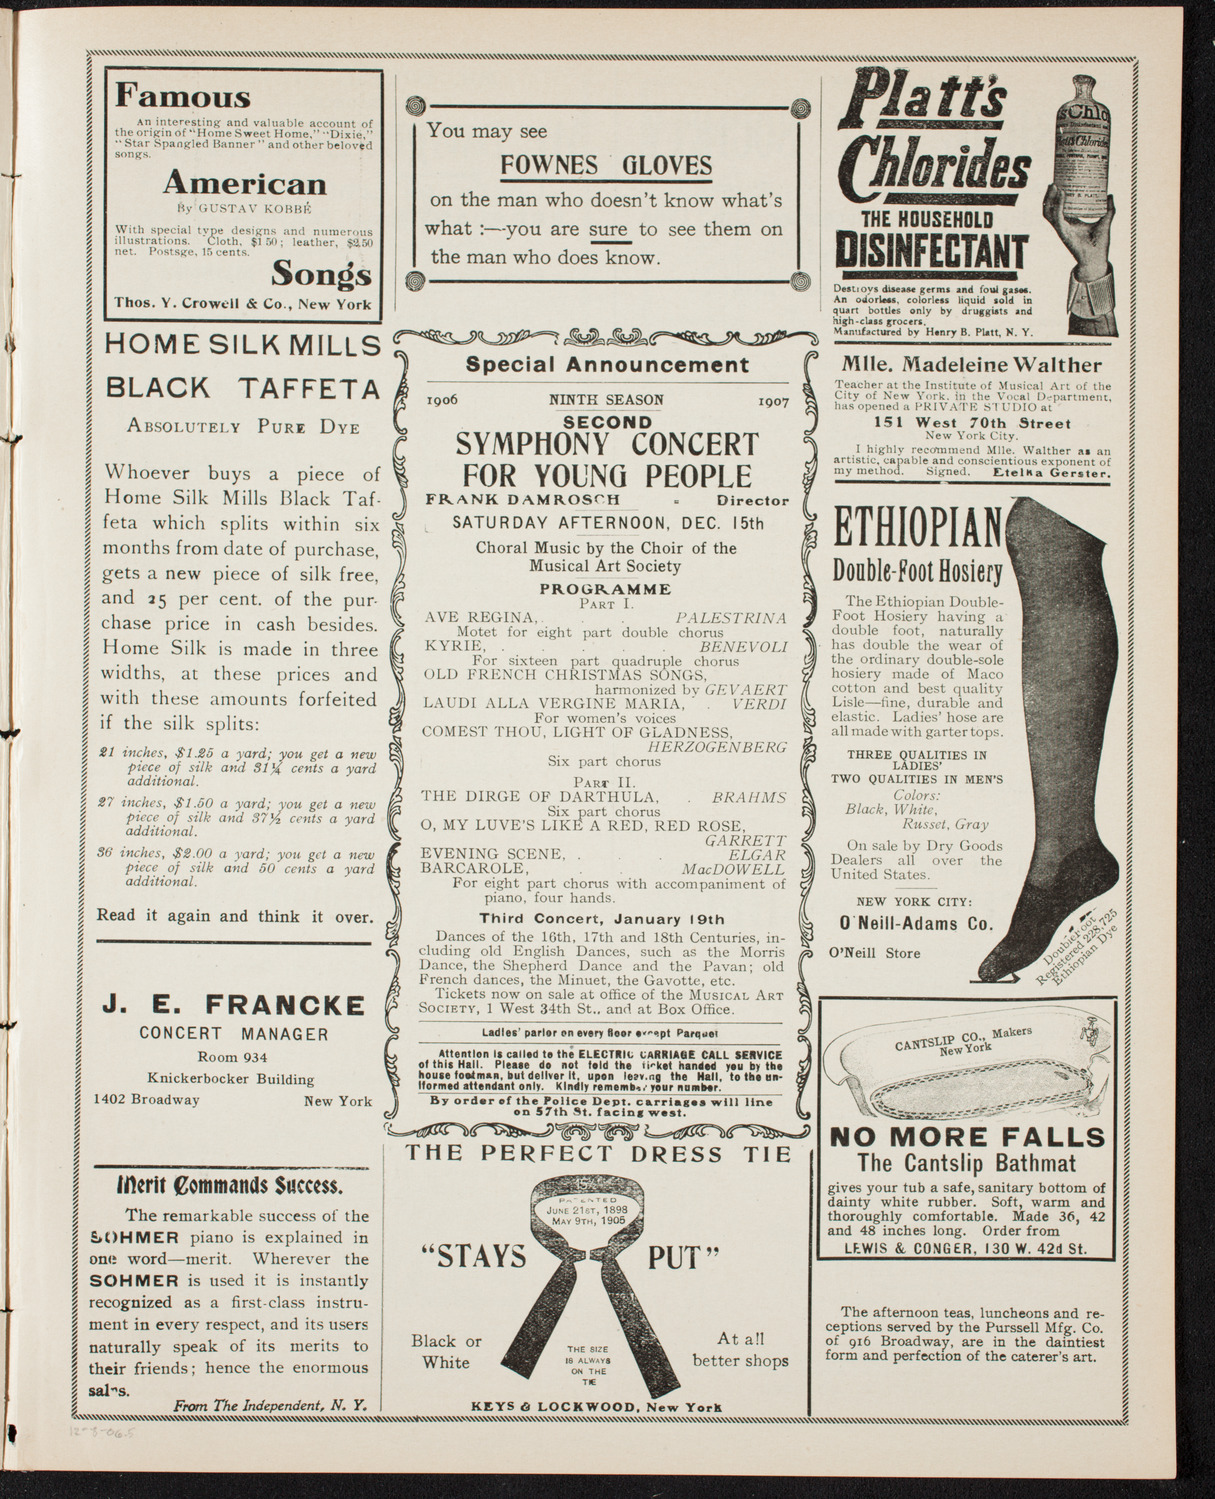 Famous
An interesting and valuable account of
the origin of "Home Sweet Home," "Dixie,"
"Star Spangled Banner" and other beloved
songs.
American
By GUSTAV KOBBÉ
With special type designs and numerous
illustrations. Cloth, $1 50; leather, $2.50
net. Postage, 15 cents.
Songs
Thos. Y. Crowell & Co., New York
HOME SILK MILLS
BLACK TAFFETA
ABSOLUTELY PURE DYE
Whoever buys a piece of
Home Silk Mills Black Taf-
feta which splits within six
months from date of purchase,
gets a new piece of silk free,
and 25 per cent. of the pur-
chase price in cash besides.
Home Silk is made in three
widths, at these prices and
with these amounts forfeited
if the silk splits:
21 inches, $1.25 a yard; you get a new
piece of silk and 31¼ cents a yard
additional.
27 inches, $1.50 a yard; you get a new
piece of silk and 37½ cents a yard
additional.
36 inches, $2.00 a yard; you get a new
piece of silk and 50 cents a yard
additional.
Read it again and think it over.
J. E. FRANCKE
CONCERT MANAGER
Room 934
Knickerbocker Building
1402 Broadway New York
Merit Commands Success.
The remarkable success of the
SOHMER piano is explained in
one word—merit. Wherever the
SOHMER is used it is instantly
recognized as a first-class instru-
ment in every respect, and its users
naturally speak of its merits to
their friends; hence the enormous
sales.
From The Independent, N. Y.
You may see
FOWNES GLOVES
on the man who doesn't know what's
what:—you are sure to see them on
the man who does know.
Special Announcement
1906 NINTH SEASON 1907
SECOND
SYMPHONY CONCERT
FOR YOUNG PEOPLE
FRANK DAMROSCH - Director
SATURDAY AFTERNOON, DEC. 15th
Choral Music by the Choir of the
Musical Art Society
PROGRAMME
PART I.
AVE REGINA, . . . PALESTRINA
Motet for eight part double chorus
KYRIE, . . . . . BENEVOLI
For sixteen part quadruple chorus
OLD FRENCH CHRISTMAS SONGS,
harmonized by GEVAERT
LAUDI ALLA VERGINE MARIA, . VERDI
For women's voices
COMEST THOU, LIGHT OF GLADNESS,
HERZOGENBERG
Six part chorus
PART II.
THE DIRGE OF DARTHULA, . BRAHMS
Six part chorus
O, MY LUVE'S LIKE A RED, RED ROSE,
GARRETT
EVENING SCENE, . . . ELGAR
BARCAROLE, . . MacDOWELL
For eight part chorus with accompaniment of
piano, four hands.
Third Concert, January 19th
Dances of the 16th, 17th and 18th Centuries, in-
cluding old English Dances, such as the Morris
Dance, the Shepherd Dance and the Pavan; old
French dances, the Minuet, the Gavotte, etc.
Tickets now on sale at office of the MUSICAL ART
SOCIETY, 1 West 34th St., and at Box Office.
Ladies' parlor on every floor except Parquet
Attention is called to the ELECTRIC CARRIAGE CALL SERVICE
of this Hall. Please do not fold the ticket handed you by the
house footman, but deliver it, upon leaving the Hall, to the un-
iformed attendant only. Kindly remember your number.
By order of the Police Dept. carriages will line
on 57th St. facing west.
THE PERFECT DRESS TIE
15½
PATENTED
JUNE 21ST, 1898
MAY 9TH, 1905
"STAYS PUT"
Black or
White
THE SIZE
IS ALWAYS
ON THE
TIE
At all
better shops
KEYS & LOCKWOOD, New York
Platt's
Chlorides
THE HOUSEHOLD
DISINFECTANT
Destroys disease germs and foul gases.
An odorless, colorless liquid sold in
quart bottles only by druggists and
high-class grocers.
Manufactured by Henry B. Platt, N. Y.
Mlle. Madeleine Walther
Teacher at the Institute of Musical Art of the
City of New York, in the Vocal Department,
has opened a PRIVATE STUDIO at
151 West 70th Street
New York City.
I highly recommend Mlle. Walther as an
artistic, capable and conscientious exponent of
my method. Signed. Etelka Gerster.
ETHIOPIAN
Double-Foot Hosiery
The Ethiopian Double-
Foot Hosiery having a
double foot, naturally
has double the wear of
the ordinary double-sole
hosiery made of Maco
cotton and best quality
Lisle—fine, durable and
elastic. Ladies' hose are
all made with garter tops.
THREE QUALITIES IN
LADIES'
TWO QUALITIES IN MEN'S
Colors:
Black, White,
Russet, Gray
On sale by Dry Goods
Dealers all over the
United States.
NEW YORK CITY:
O'Neill-Adams Co.
O'Neill Store
Double-Foot
Registered 228,725
Ethiopian Dye
CANTSLIP CO., Makers
New York
NO MORE FALLS
The Cantslip Bathmat
gives your tub a safe, sanitary bottom of
dainty white rubber. Soft, warm and
thoroughly comfortable. Made 36, 42
and 48 inches long. Order from
LEWIS & CONGER, 130 W. 42d St.
The afternoon teas, luncheons and re-
ceptions served by the Purssell Mfg. Co.
of 916 Broadway, are in the daintiest
form and perfection of the caterer's art.
12-8-06.5